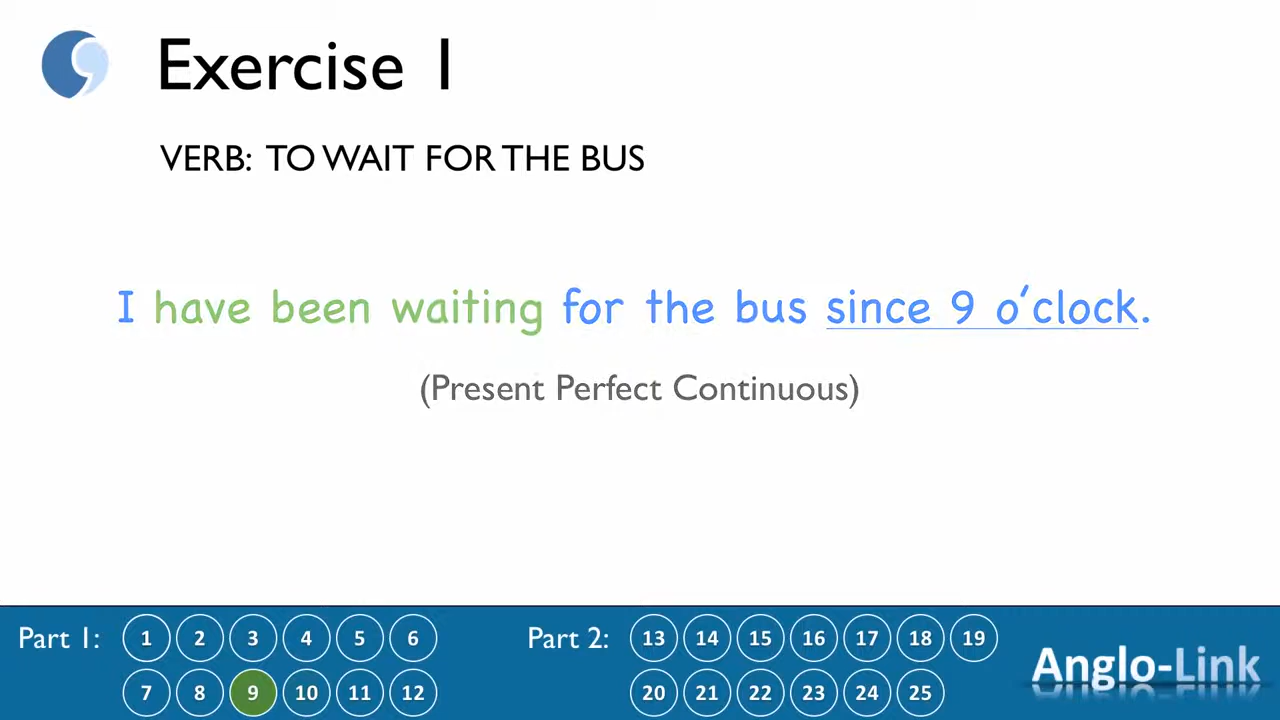 Exercise 1
VERB: TO WAIT FOR THE BUS
I have been waiting for the bus since 9 o'clock.
(Present Perfect Continuous)
Part 1: 1 2 3 4 5 6
7 8 9 10 11 12
Part 2: 13 14 15 16 17 18 19
20 21 22 23 24 25
Anglo-Link